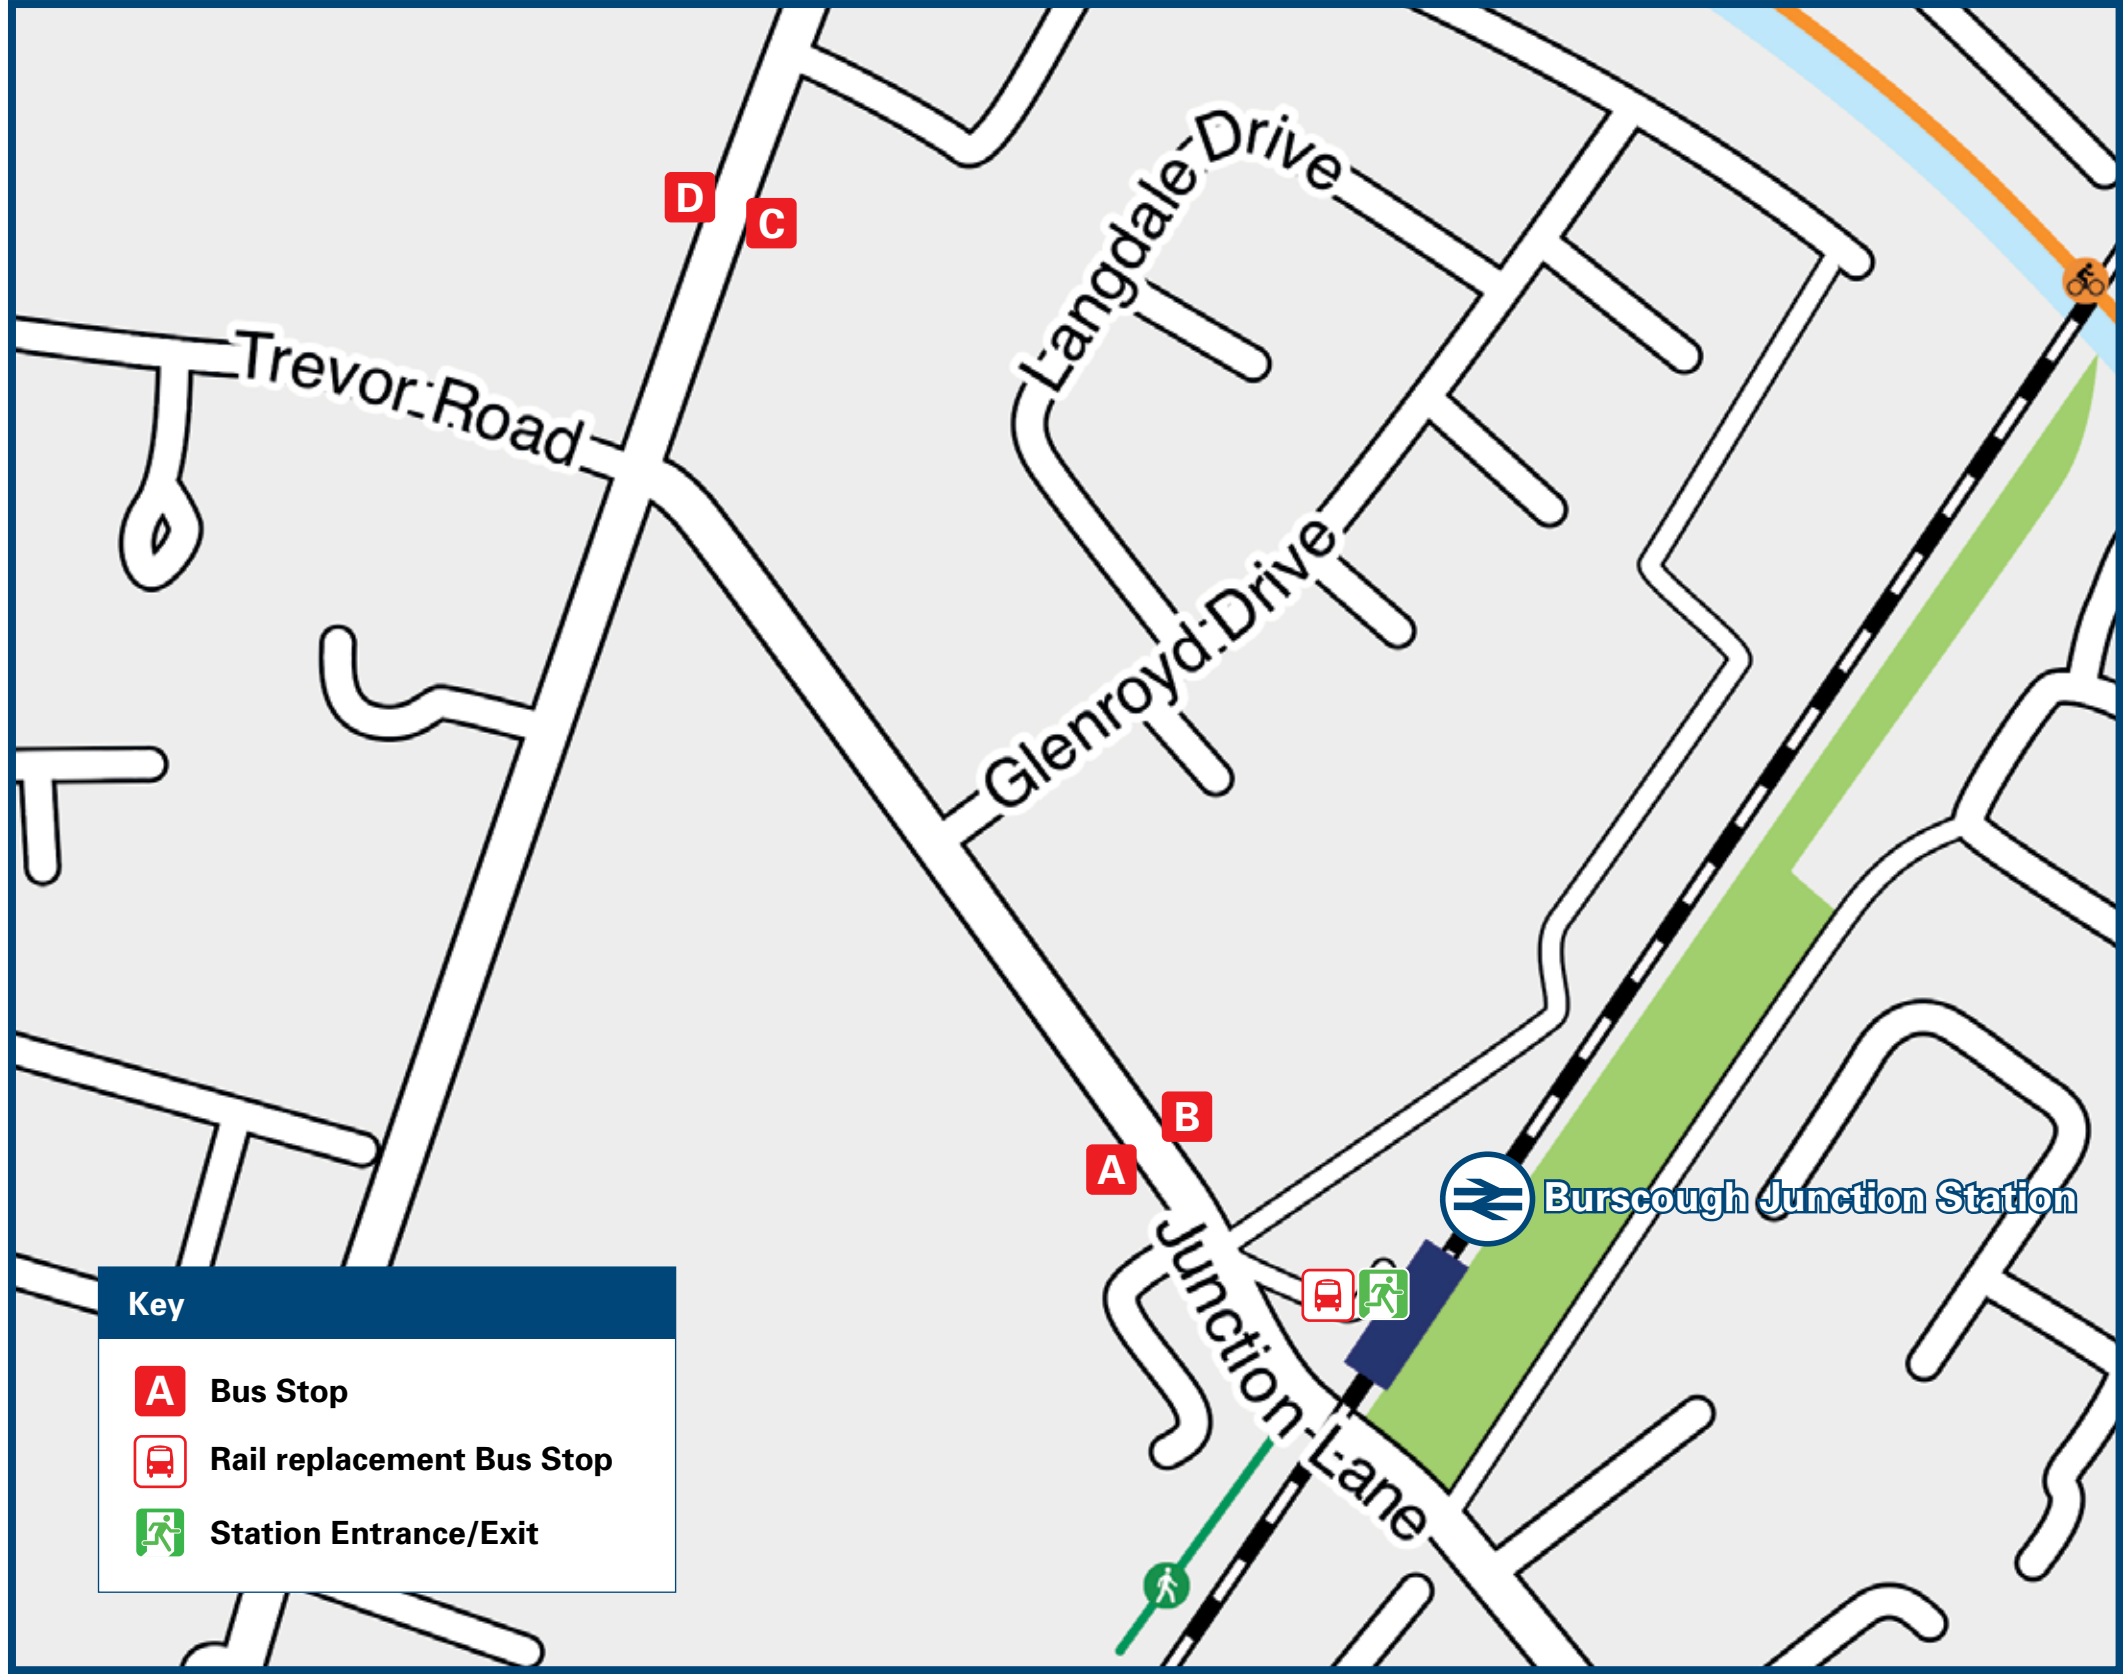 D
C
Langdale Drive
Trevor Road
Glenroyd Drive
B
A
Burscough Junction Station
Junction Lane
Key
A Bus Stop
Rail replacement Bus Stop
Station Entrance/Exit